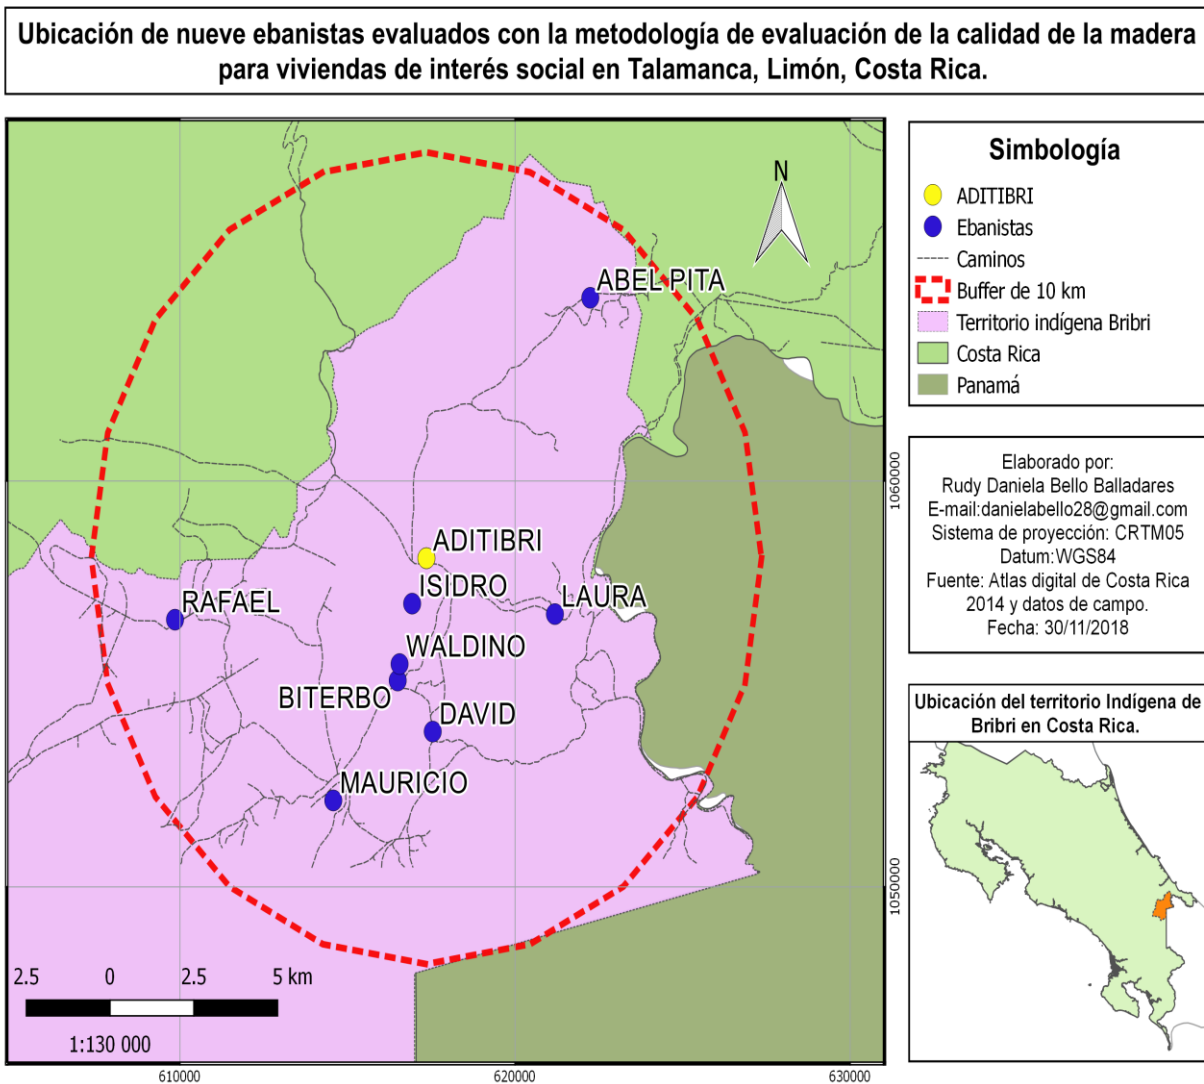 Ubicación de nueve ebanistas evaluados con la metodología de evaluación de la calidad de la madera
para viviendas de interés social en Talamanca, Limón, Costa Rica.
N
ABEL PITA
ADITIBRI
ISIDRO
LAURA
RAFAEL
WALDINO
BITERBO
DAVID
MAURICIO
2.5 0 2.5 5 km
1:130 000
610000 620000 630000
1060000
1050000
Simbología
ADITIBRI
Ebanistas
Caminos
Buffer de 10 km
Territorio indígena Bribri
Costa Rica
Panamá
Elaborado por:
Rudy Daniela Bello Balladares
E-mail:danielabello28@gmail.com
Sistema de proyección: CRTM05
Datum:WGS84
Fuente: Atlas digital de Costa Rica
2014 y datos de campo.
Fecha: 30/11/2018
Ubicación del territorio Indígena de
Bribri en Costa Rica.